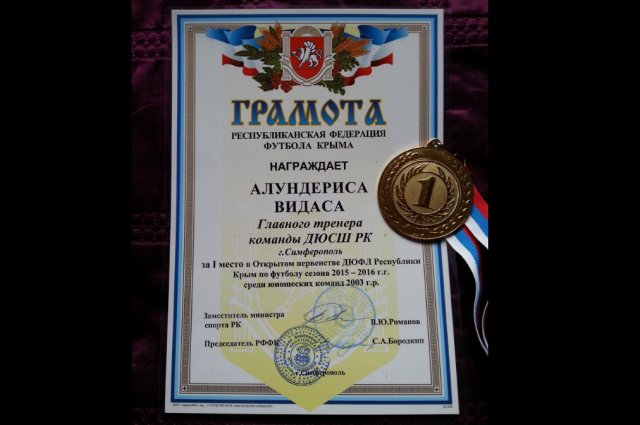 ГРАМОТА
РЕСПУБЛИКАНСКАЯ ФЕДЕРАЦИЯ
ФУТБОЛА КРЫМА
НАГРАЖДАЕТ
АЛУНДЕРИСА
ВИДАСА
Главного тренера
команды ДЮСШ РК
г.Симферополь
за I место в Открытом первенстве ДЮФЛ Республики
Крым по футболу сезона 2015 – 2016 г.г.
среди юношеских команд 2003 г.р.
Заместитель министра
спорта РК
В.Ю.Романов
Председатель РФФК
С.А.Бородкин
г.Симферополь
1